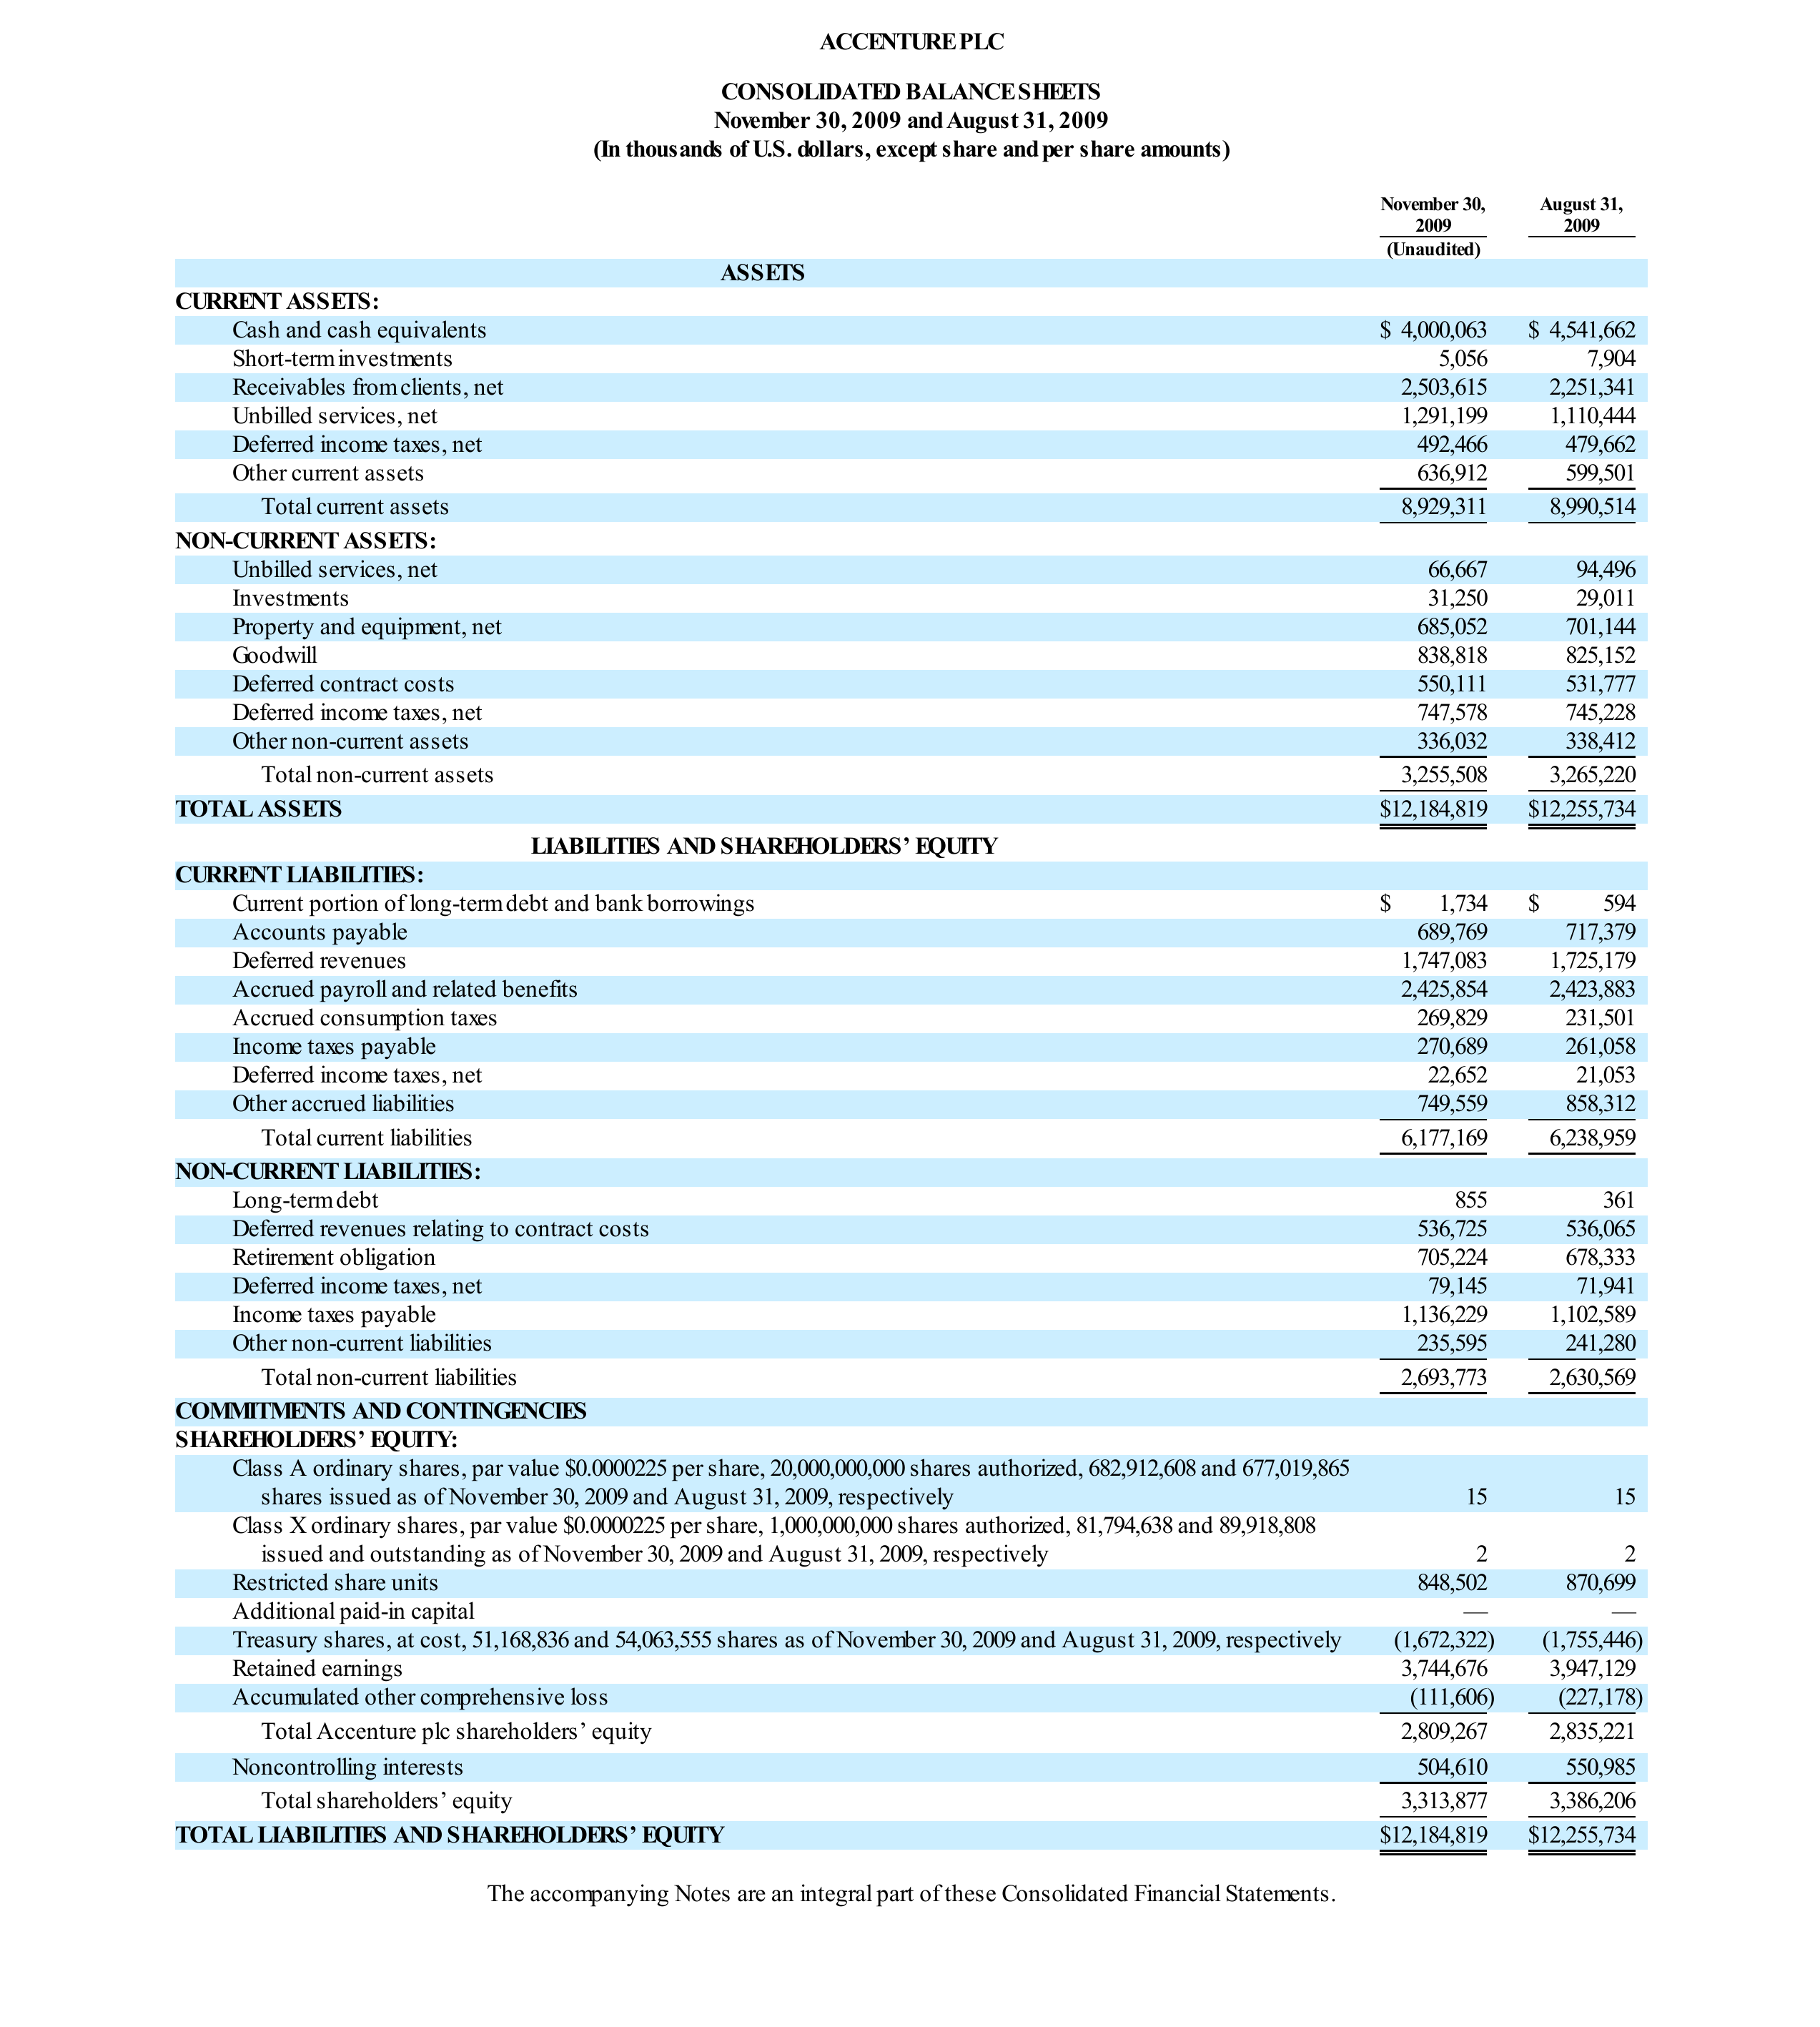 ACCENTURE PLC
CONSOLIDATED BALANCE SHEETS
November 30, 2009 and August 31, 2009
(In thousands of U.S. dollars, except share and per share amounts)
November 30, August 31,
2009 2009
(Unaudited)
ASSETS
CURRENT ASSETS:
Cash and cash equivalents $ 4,000,063 $ 4,541,662
Short-term investments 5,056 7,904
Receivables from clients, net 2,503,615 2,251,341
Unbilled services, net 1,291,199 1,110,444
Deferred income taxes, net 492,466 479,662
Other current assets 636,912 599,501
Total current assets 8,929,311 8,990,514
NON-CURRENT ASSETS:
Unbilled services, net 66,667 94,496
Investments 31,250 29,011
Property and equipment, net 685,052 701,144
Goodwill 838,818 825,152
Deferred contract costs 550,111 531,777
Deferred income taxes, net 747,578 745,228
Other non-current assets 336,032 338,412
Total non-current assets 3,255,508 3,265,220
TOTAL ASSETS $12,184,819 $12,255,734
LIABILITIES AND SHAREHOLDERS’ EQUITY
CURRENT LIABILITIES:
Current portion of long-term debt and bank borrowings $ 1,734 $ 594
Accounts payable 689,769 717,379
Deferred revenues 1,747,083 1,725,179
Accrued payroll and related benefits 2,425,854 2,423,883
Accrued consumption taxes 269,829 231,501
Income taxes payable 270,689 261,058
Deferred income taxes, net 22,652 21,053
Other accrued liabilities 749,559 858,312
Total current liabilities 6,177,169 6,238,959
NON-CURRENT LIABILITIES:
Long-term debt 855 361
Deferred revenues relating to contract costs 536,725 536,065
Retirement obligation 705,224 678,333
Deferred income taxes, net 79,145 71,941
Income taxes payable 1,136,229 1,102,589
Other non-current liabilities 235,595 241,280
Total non-current liabilities 2,693,773 2,630,569
COMMITMENTS AND CONTINGENCIES
SHAREHOLDERS’ EQUITY:
Class A ordinary shares, par value $0.0000225 per share, 20,000,000,000 shares authorized, 682,912,608 and 677,019,865
shares issued as of November 30, 2009 and August 31, 2009, respectively 15 15
Class X ordinary shares, par value $0.0000225 per share, 1,000,000,000 shares authorized, 81,794,638 and 89,918,808
issued and outstanding as of November 30, 2009 and August 31, 2009, respectively 2 2
Restricted share units 848,502 870,699
Additional paid-in capital — —
Treasury shares, at cost, 51,168,836 and 54,063,555 shares as of November 30, 2009 and August 31, 2009, respectively (1,672,322) (1,755,446)
Retained earnings 3,744,676 3,947,129
Accumulated other comprehensive loss (111,606) (227,178)
Total Accenture plc shareholders’ equity 2,809,267 2,835,221
Noncontrolling interests 504,610 550,985
Total shareholders’ equity 3,313,877 3,386,206
TOTAL LIABILITIES AND SHAREHOLDERS’ EQUITY $12,184,819 $12,255,734
The accompanying Notes are an integral part of these Consolidated Financial Statements.